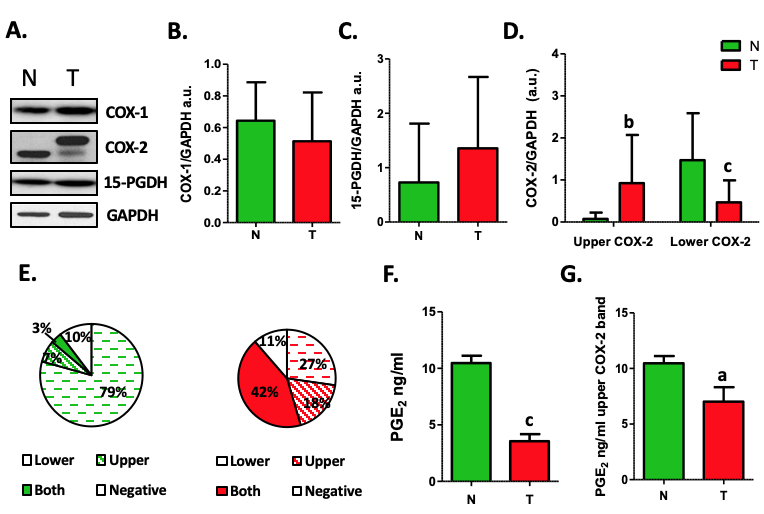 A.
N T
COX-1
COX-2
15-PGDH
GAPDH
B.
COX-1/GAPDH a.u.
1.0
0.8
0.6
0.4
0.2
0.0
N T
C.
15-PGDH/GAPDH a.u.
3
2
1
0
N T
D.
COX-2/GAPDH (a.u.)
4
3
2
1
0
b
c
Upper COX-2 Lower COX-2
N
T
E.
3%
10%
7%
79%
Lower Upper
Both Negative
11%
27%
42%
18%
Lower Upper
Both Negative
F.
PGE2 ng/ml
15
10
5
0
c
N T
G.
PGE2 ng/ml upper COX-2 band
15
10
5
0
a
N T